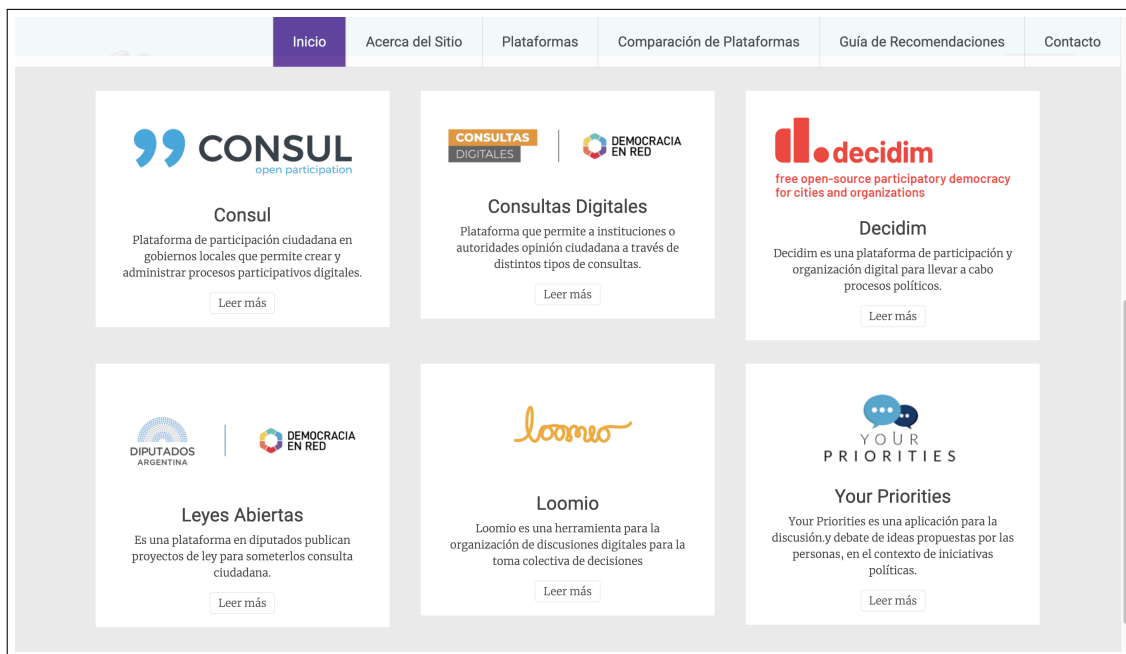 Inicio
Acerca del Sitio
Plataformas
Comparación de Plataformas
Guía de Recomendaciones
Contacto
CONSUL
open participation
Consul
Plataforma de participación ciudadana en
gobiernos locales que permite crear y
administrar procesos participativos digitales.
Leer más
CONSULTAS
DIGITALES
DEMOCRACIA
EN RED
Consultas Digitales
Plataforma que permite a instituciones o
autoridades opinión ciudadana a través de
distintos tipos de consultas.
Leer más
decidim
free open-source participatory democracy
for cities and organizations
Decidim
Decidim es una plataforma de participación y
organización digital para llevar a cabo
procesos políticos.
Leer más
DIPUTADOS
ARGENTINA
DEMOCRACIA
EN RED
Leyes Abiertas
Es una plataforma en diputados publican
proyectos de ley para someterlos consulta
ciudadana.
Leer más
loomio
Loomio
Loomio es una herramienta para la
organización de discusiones digitales para la
toma colectiva de decisiones
Leer más
YOUR
PRIORITIES
Your Priorities
Your Priorities es una aplicación para la
discusión.y debate de ideas propuestas por las
personas, en el contexto de iniciativas
políticas.
Leer más